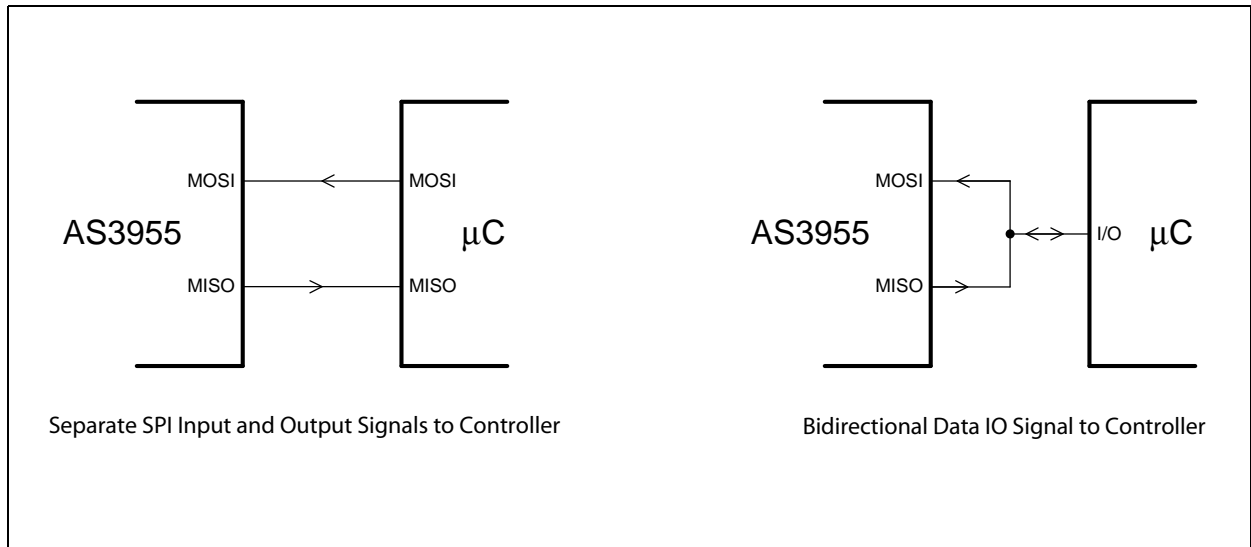 MOSI
MOSI
AS3955
μC
MISO
MISO
Separate SPI Input and Output Signals to Controller
MOSI
AS3955
I/O
μC
MISO
Bidirectional Data IO Signal to Controller